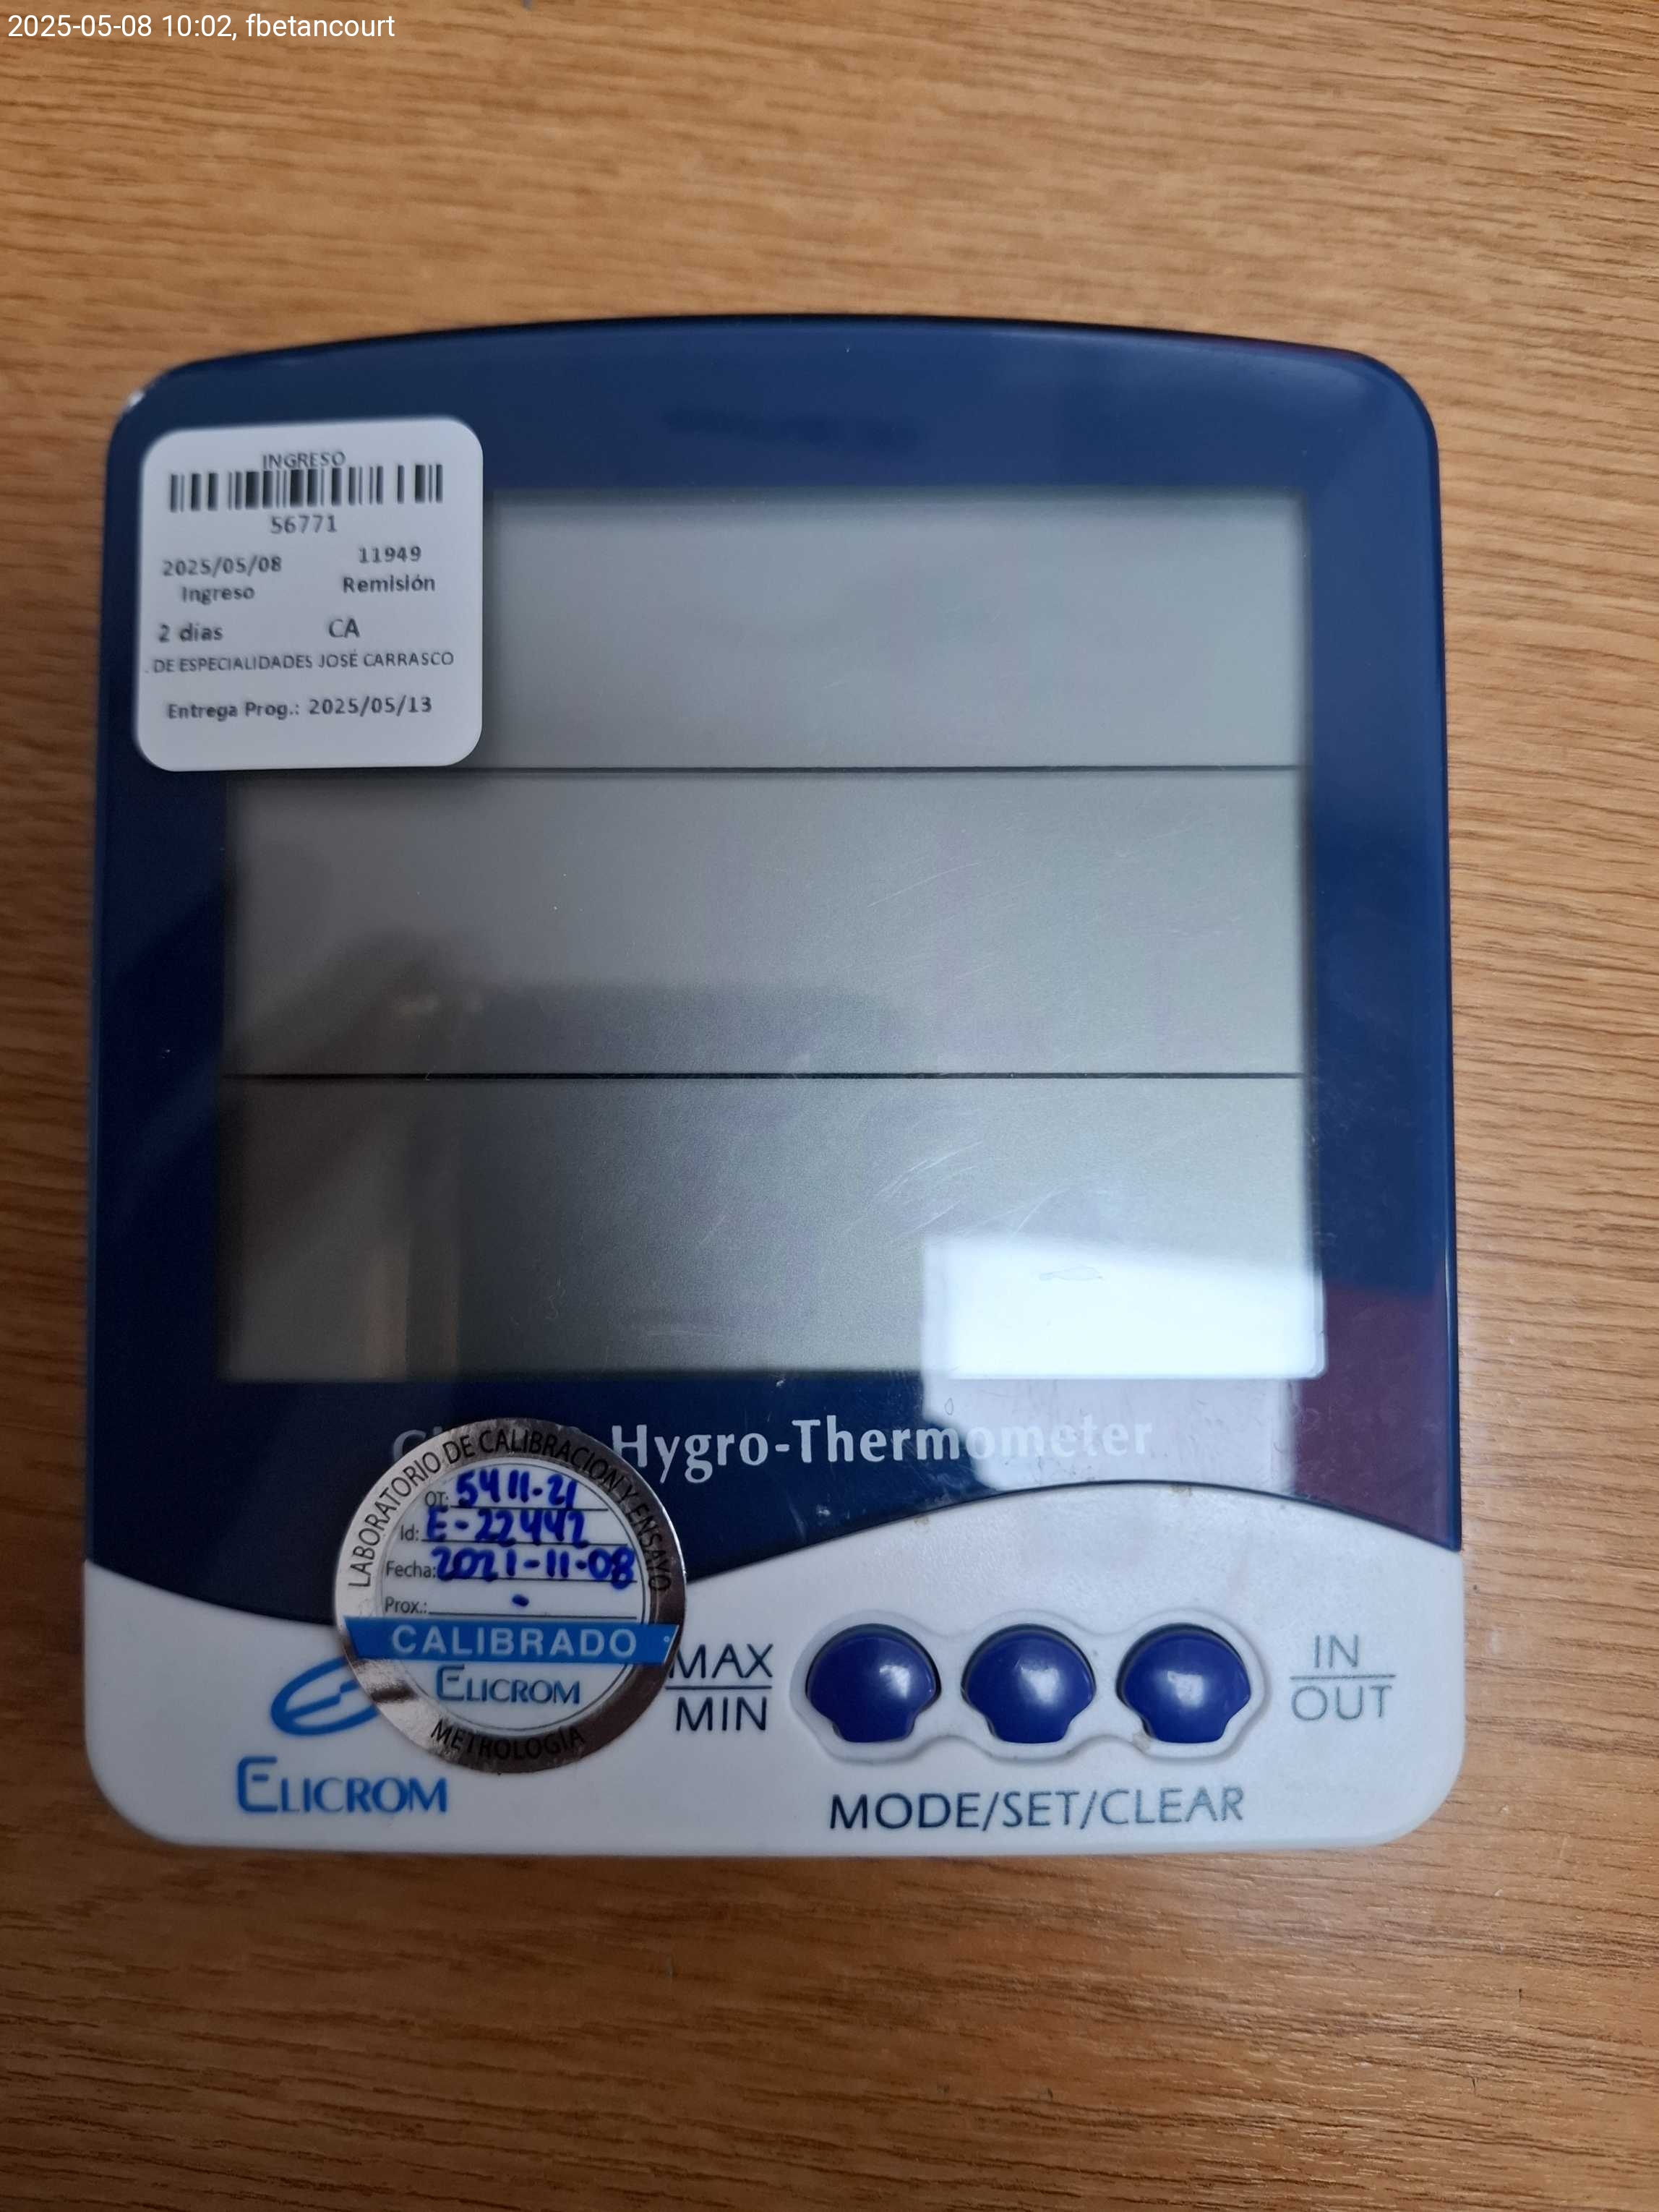 2025-05-08 10:02, fbetancourt
INGRESO
56771
2025/05/08 11949
Ingreso Remisión
2 días CA
. DE ESPECIALIDADES JOSÉ CARRASCO
Entrega Prog.: 2025/05/13
Hygro-Thermometer
LABORATORIO DE CALIBRACION Y ENSAYO
OT: 5411-21
Id: E-22442
Fecha: 2021-11-08
Prox.: -
CALIBRADO
ELICROM
METROLOGÍA
ELICROM
MAX
MIN
IN
OUT
MODE/SET/CLEAR